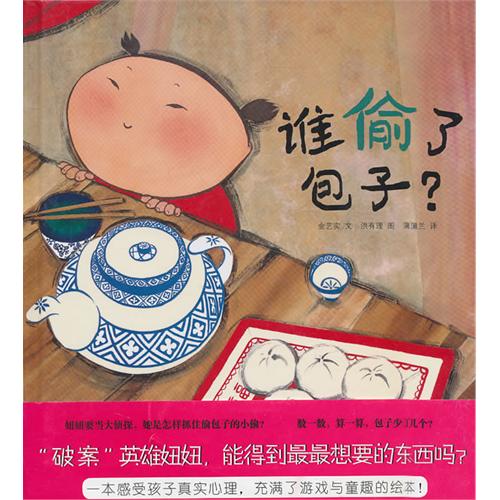 谁偷了
包子?
金艺实 文 洪有理 图 蒲蒲兰 译
妞妞要当大侦探,她是怎样抓住偷包子的小偷? 数一数,算一算,包子少了几个?
“破案”英雄妞妞,能得到最最想要的东西吗?
一本感受孩子真实心理,充满了游戏与童趣的绘本!